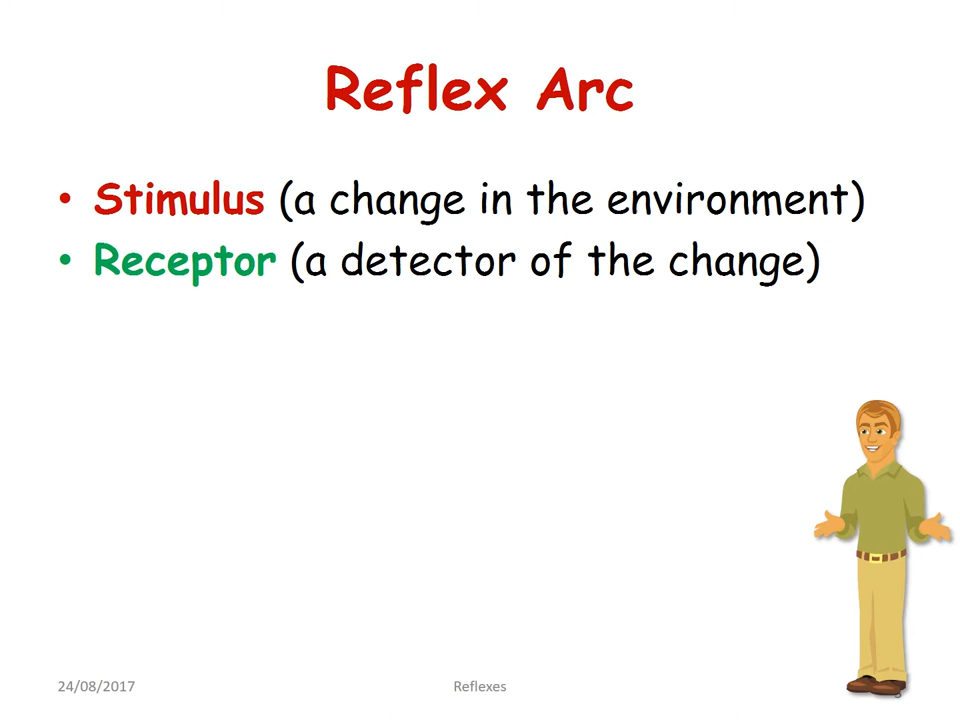 Reflex Arc
• Stimulus (a change in the environment)
• Receptor (a detector of the change)
24/08/2017
Reflexes